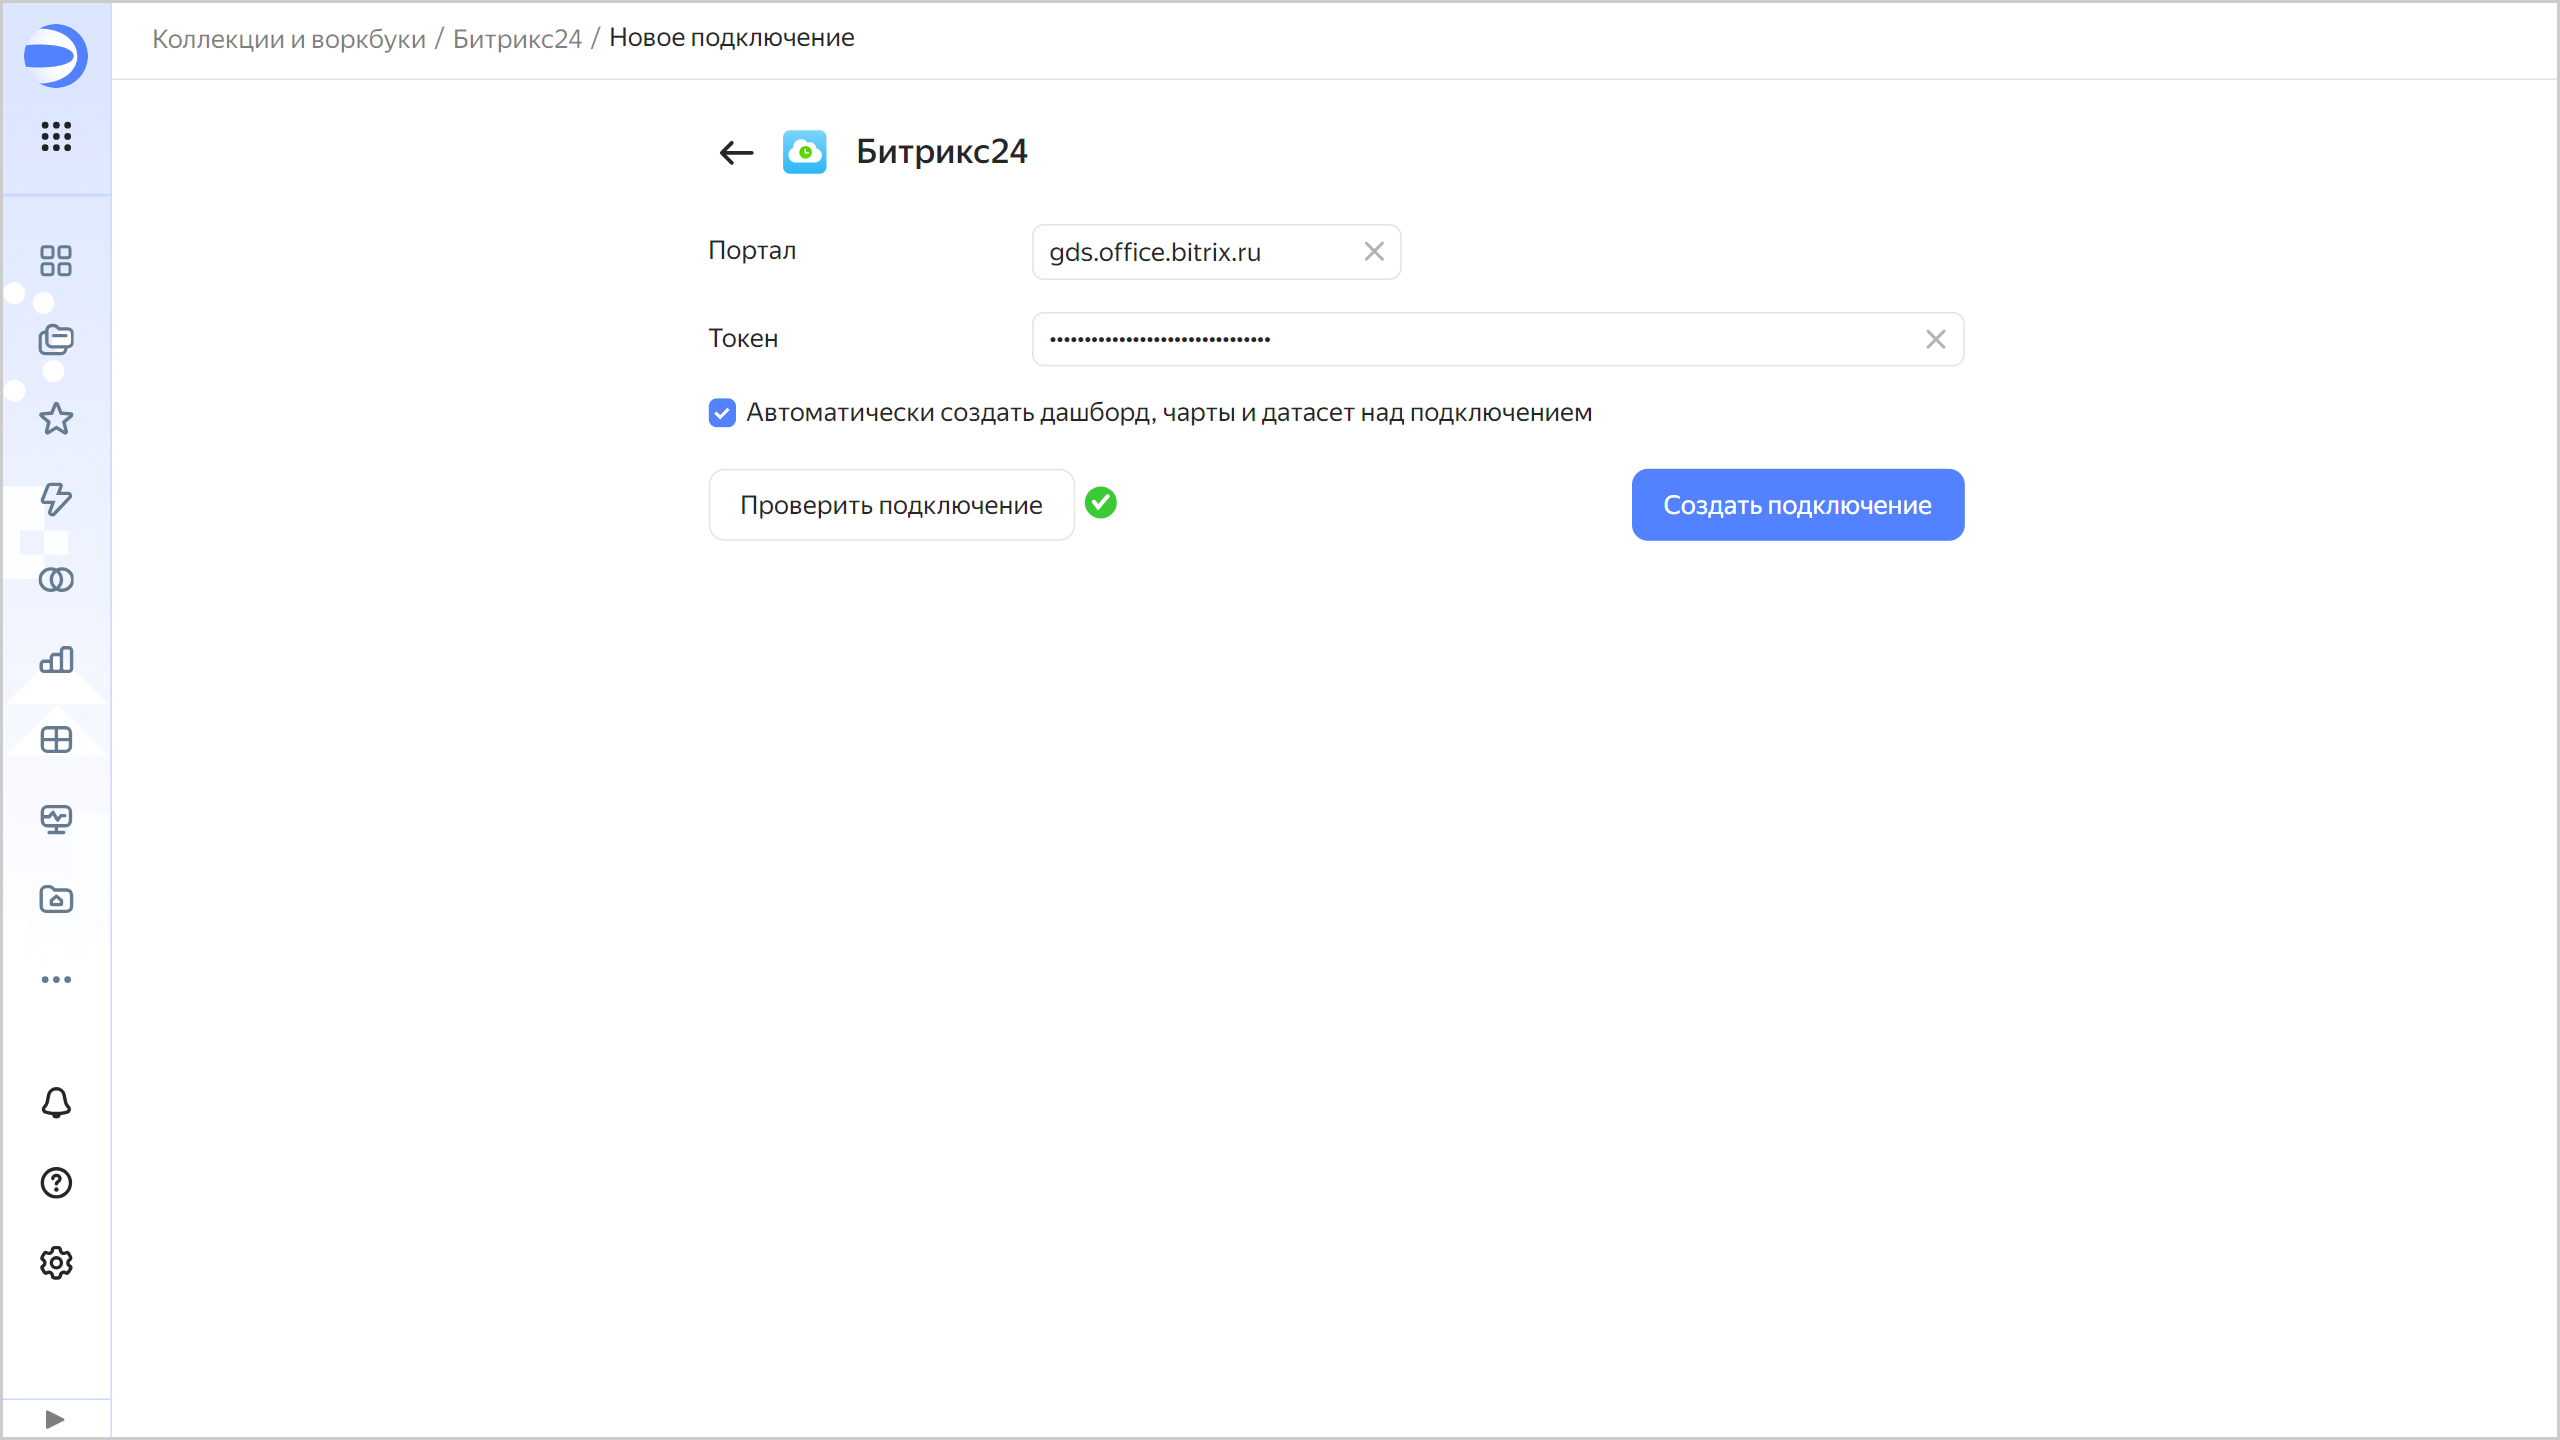 Коллекции и воркбуки / Битрикс24 / Новое подключение
Битрикс24
Портал
gds.office.bitrix.ru
Токен
Автоматически создать дашборд, чарты и датасет над подключением
Проверить подключение
Создать подключение